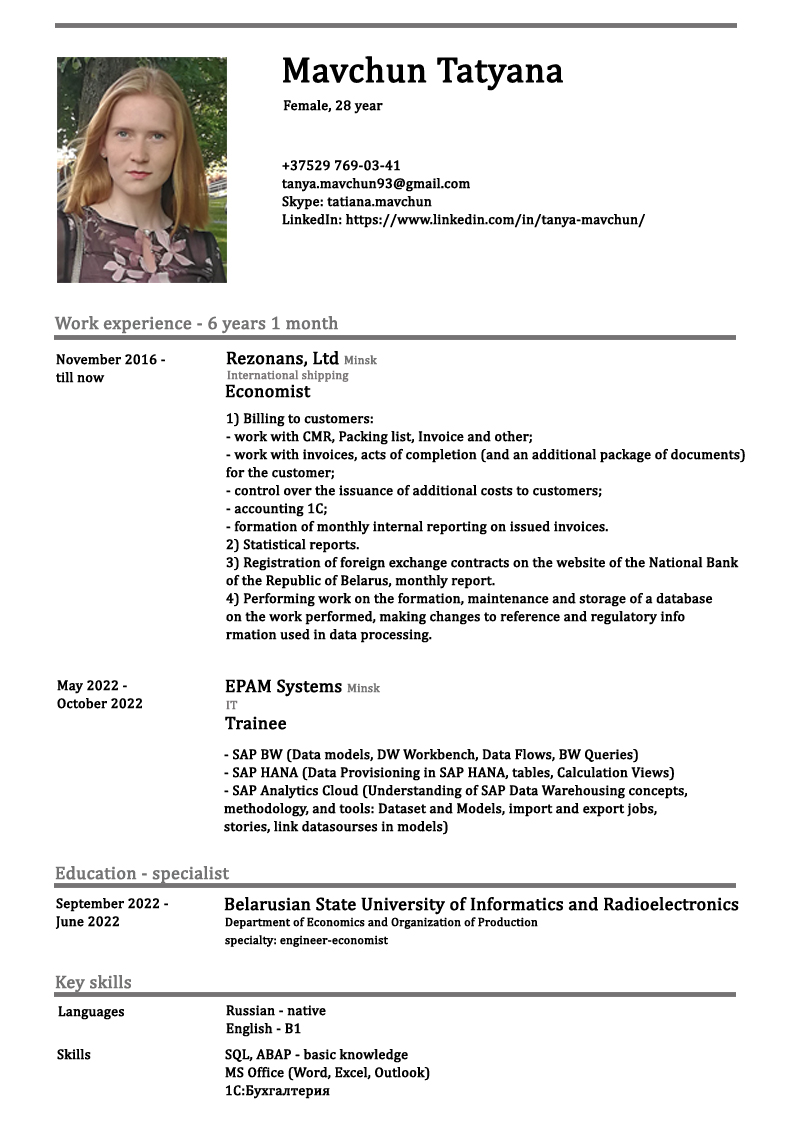 Mavchun Tatyana
Female, 28 year
+37529 769-03-41
tanya.mavchun93@gmail.com
Skype: tatiana.mavchun
LinkedIn: https://www.linkedin.com/in/tanya-mavchun/
Work experience - 6 years 1 month
November 2016 -
till now
Rezonans, Ltd Minsk
International shipping
Economist
1) Billing to customers:
- work with CMR, Packing list, Invoice and other;
- work with invoices, acts of completion (and an additional package of documents)
for the customer;
- control over the issuance of additional costs to customers;
- accounting 1C;
- formation of monthly internal reporting on issued invoices.
2) Statistical reports.
3) Registration of foreign exchange contracts on the website of the National Bank
of the Republic of Belarus, monthly report.
4) Performing work on the formation, maintenance and storage of a database
on the work performed, making changes to reference and regulatory info
rmation used in data processing.
May 2022 -
October 2022
EPAM Systems Minsk
IT
Trainee
- SAP BW (Data models, DW Workbench, Data Flows, BW Queries)
- SAP HANA (Data Provisioning in SAP HANA, tables, Calculation Views)
- SAP Analytics Cloud (Understanding of SAP Data Warehousing concepts,
methodology, and tools: Dataset and Models, import and export jobs,
stories, link datasourses in models)
Education - specialist
September 2022 -
June 2022
Belarusian State University of Informatics and Radioelectronics
Department of Economics and Organization of Production
specialty: engineer-economist
Key skills
Languages
Russian - native
English - B1
Skills
SQL, ABAP - basic knowledge
MS Office (Word, Excel, Outlook)
1С:Бухгалтерия